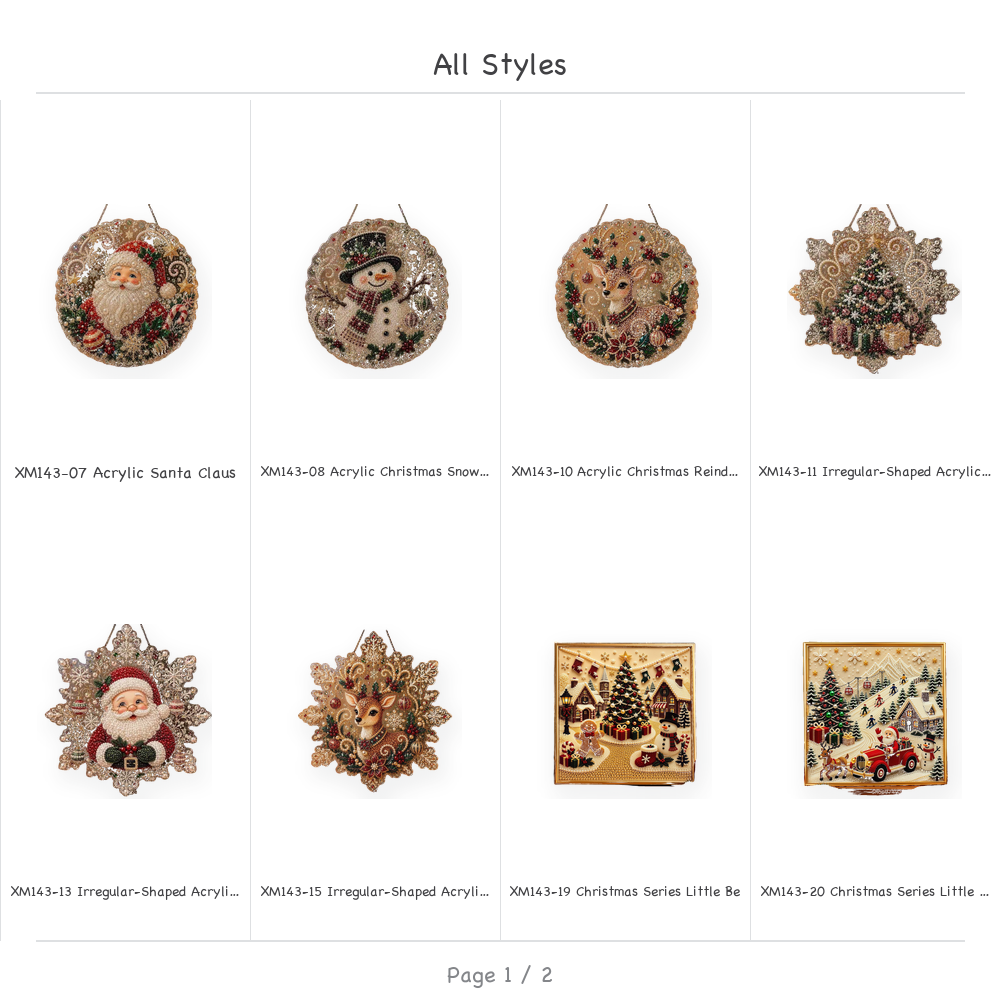 All Styles
XM143-07 Acrylic Santa Claus
XM143-08 Acrylic Christmas Snow...
XM143-10 Acrylic Christmas Reind...
XM143-11 Irregular-Shaped Acrylic...
XM143-13 Irregular-Shaped Acryli...
XM143-15 Irregular-Shaped Acryli...
XM143-19 Christmas Series Little Be
XM143-20 Christmas Series Little ...
Page 1 / 2